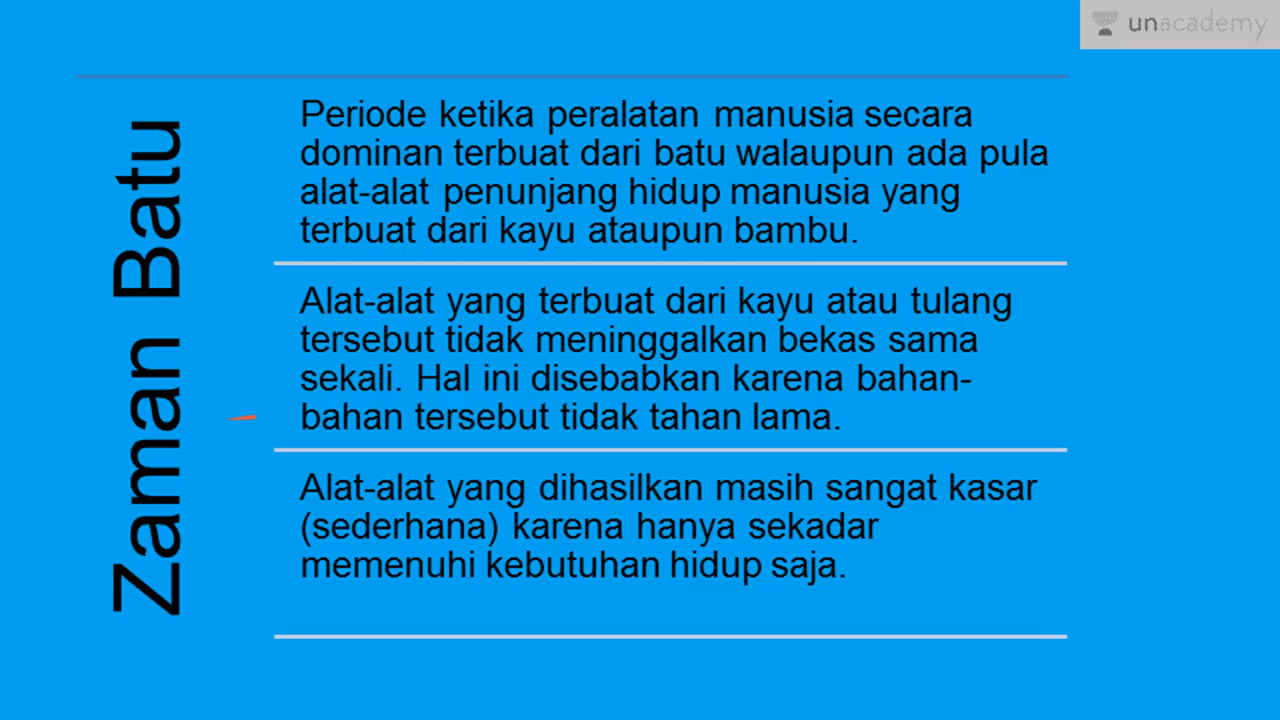 unacademy
Zaman Batu
Periode ketika peralatan manusia secara
dominan terbuat dari batu walaupun ada pula
alat-alat penunjang hidup manusia yang
terbuat dari kayu ataupun bambu.
Alat-alat yang terbuat dari kayu atau tulang
tersebut tidak meninggalkan bekas sama
sekali. Hal ini disebabkan karena bahan-
bahan tersebut tidak tahan lama.
Alat-alat yang dihasilkan masih sangat kasar
(sederhana) karena hanya sekadar
memenuhi kebutuhan hidup saja.